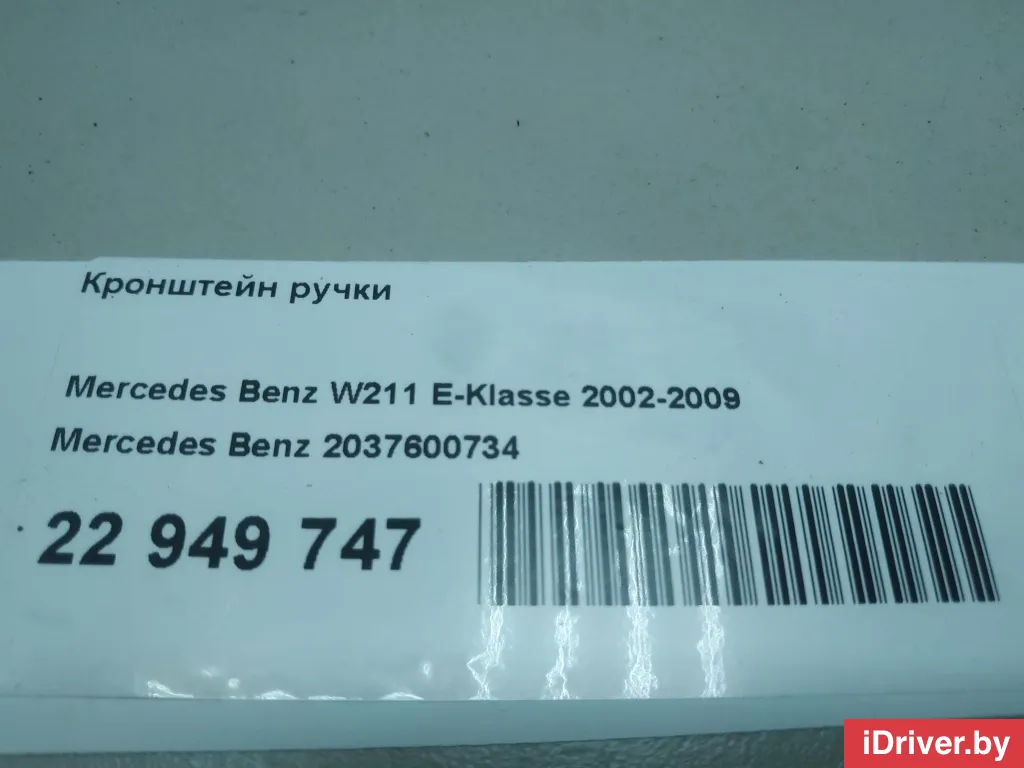 Кронштейн ручки
Mercedes Benz W211 E-Klasse 2002-2009
Mercedes Benz 2037600734
22 949 747
iDriver.by